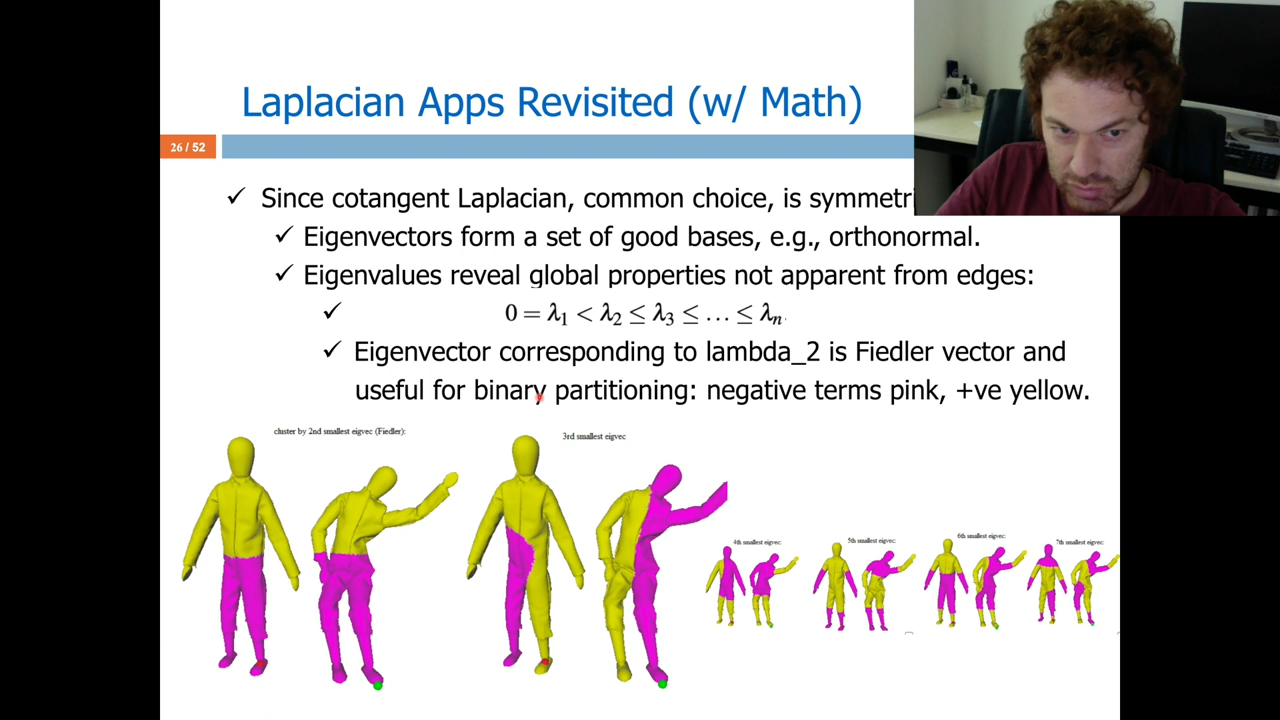 Laplacian Apps Revisited (w/ Math)
26 / 52
✓ Since cotangent Laplacian, common choice, is symmetri
✓ Eigenvectors form a set of good bases, e.g., orthonormal.
✓ Eigenvalues reveal global properties not apparent from edges:
✓ 0 = λ₁ < λ₂ ≤ λ₃ ≤ … ≤ λₙ.
✓ Eigenvector corresponding to lambda_2 is Fiedler vector and
useful for binary partitioning: negative terms pink, +ve yellow.
cluster by 2nd smallest eigvec (Fiedler):
3rd smallest eigvec
4th smallest eigvec:
5th smallest eigvec:
6th smallest eigvec:
7th smallest eigvec: